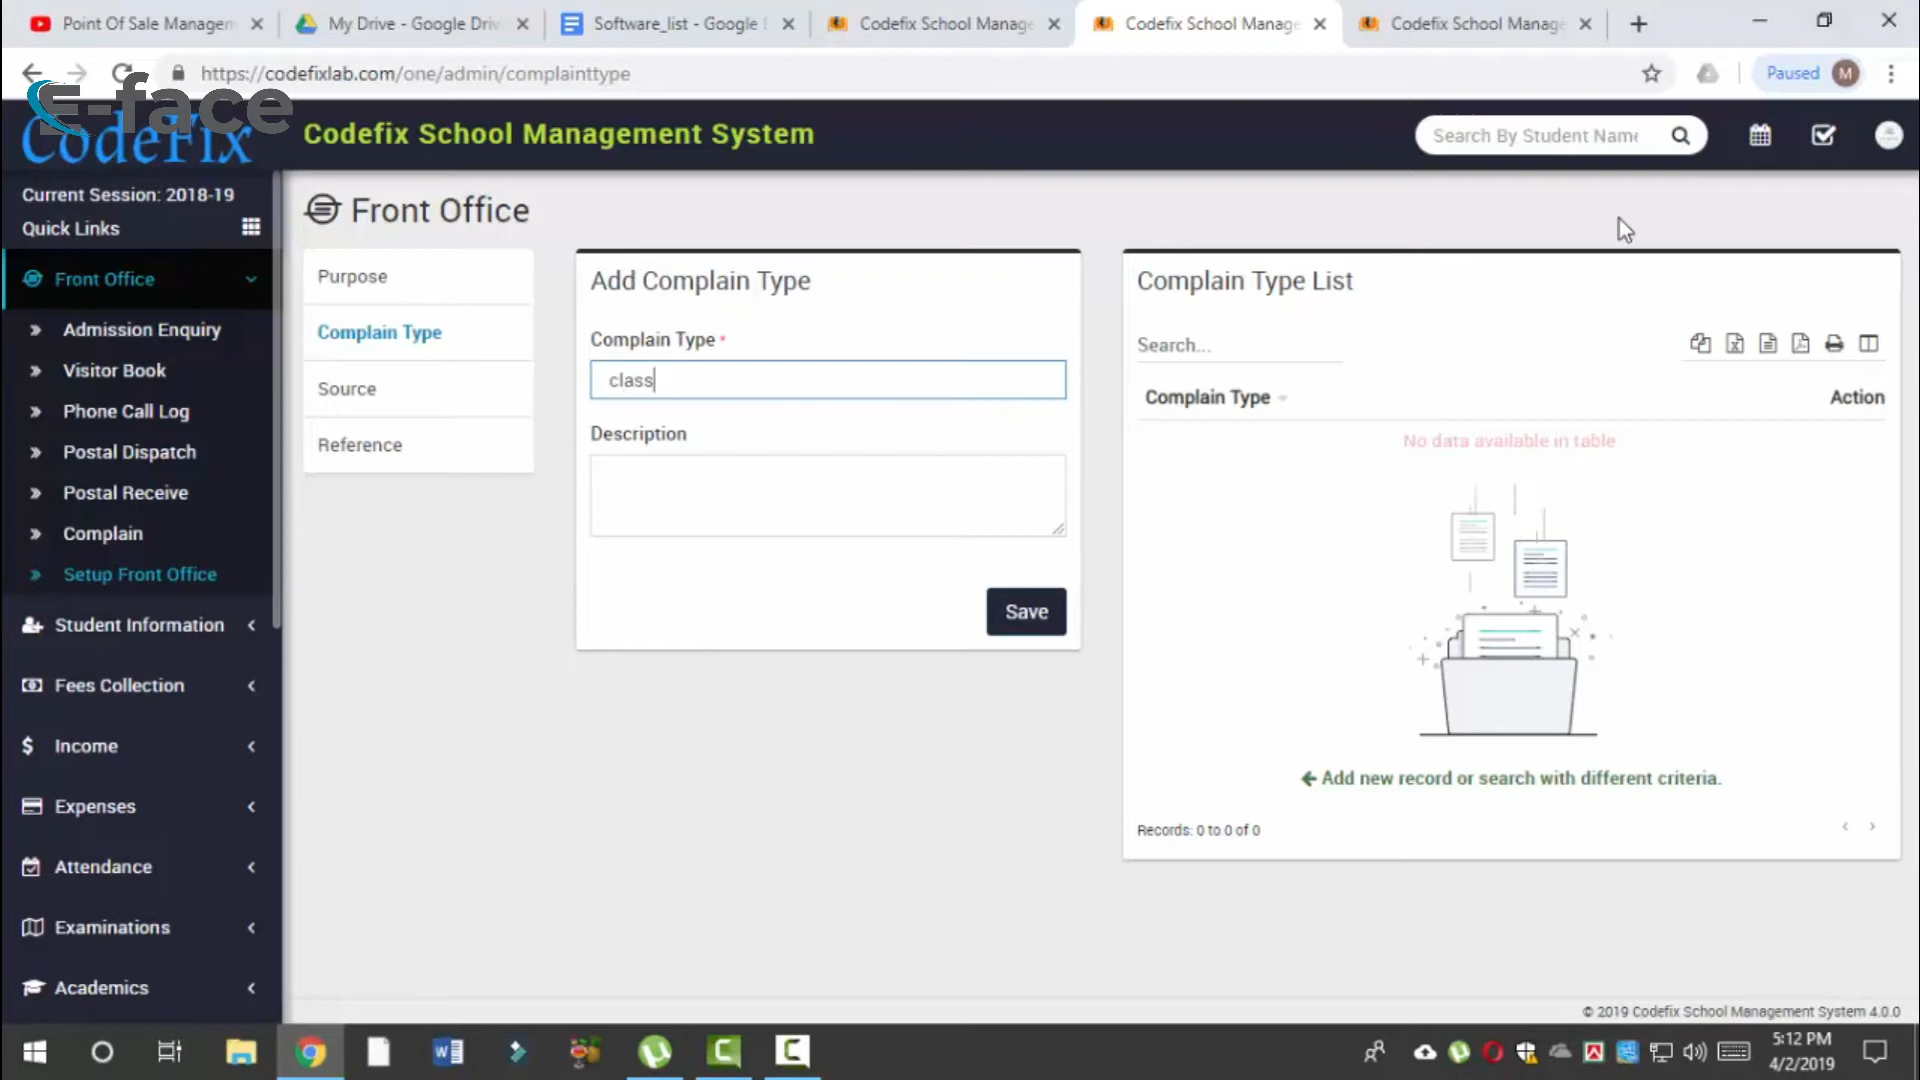 Point Of Sale Managem
My Drive - Google Driv
Software_list - Google
Codefix School Manage
Codefix School Manage
Codefix School Manag
https://codefixlab.com/one/admin/complainttype
Paused
M
E-face
CodeFix
Codefix School Management System
Search By Student Name
Current Session: 2018-19
Quick Links
Front Office
Admission Enquiry
Visitor Book
Phone Call Log
Postal Dispatch
Postal Receive
Complain
Setup Front Office
Student Information
Fees Collection
Income
Expenses
Attendance
Examinations
Academics
Front Office
Purpose
Complain Type
Source
Reference
Add Complain Type
Complain Type *
class
Description
Save
Complain Type List
Search...
Complain Type
Action
No data available in table
Add new record or search with different criteria.
Records: 0 to 0 of 0
© 2019 Codefix School Management System 4.0.0
5:12 PM
4/2/2019